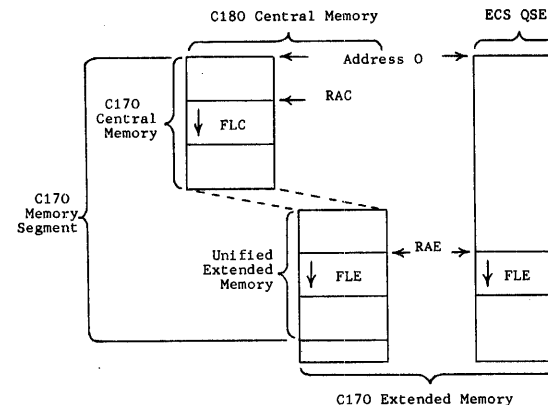 C180 Central Memory
ECS QSE
Address 0
C170
Central
Memory
RAC
FLC
C170
Memory
Segment
Unified
Extended
Memory
RAE
FLE
FLE
C170 Extended Memory